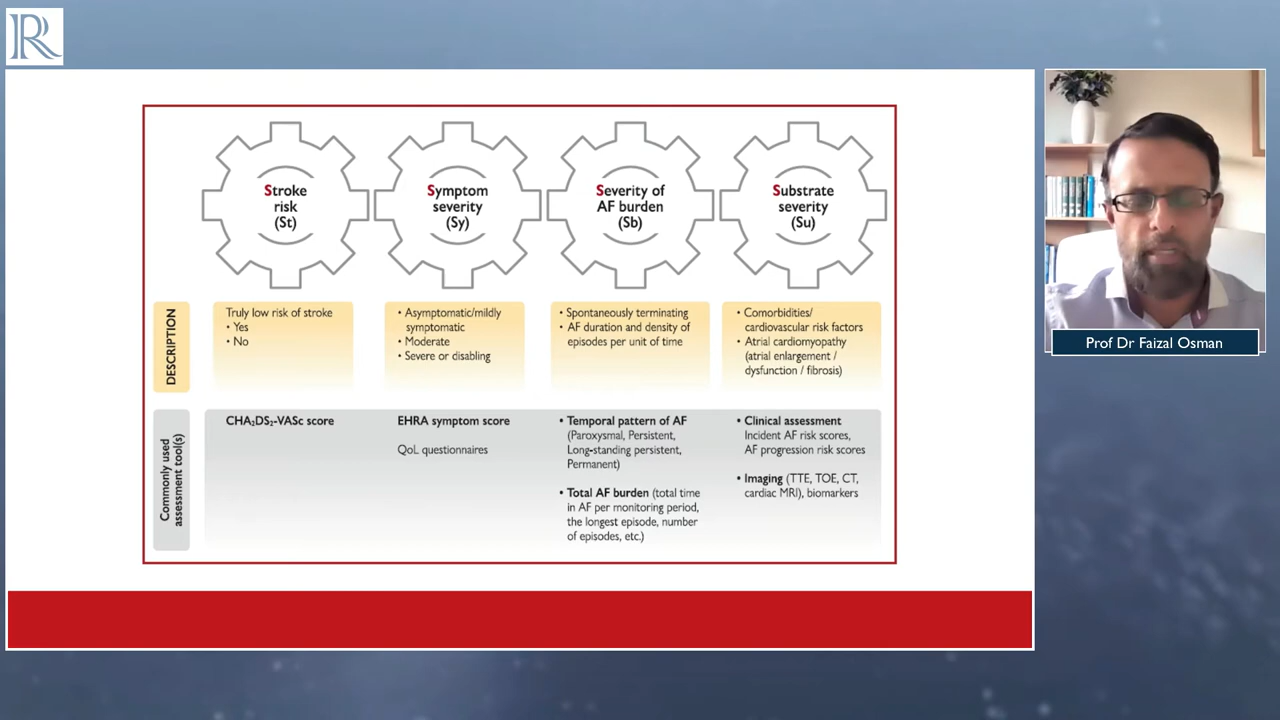 R
Stroke
risk
(St)
Symptom
severity
(Sy)
Severity of
AF burden
(Sb)
Substrate
severity
(Su)
DESCRIPTION
Truly low risk of stroke
• Yes
• No
• Asymptomatic/mildly
symptomatic
• Moderate
• Severe or disabling
• Spontaneously terminating
• AF duration and density of
episodes per unit of time
• Comorbidities/
cardiovascular risk factors
• Atrial cardiomyopathy
(atrial enlargement /
dysfunction / fibrosis)
Commonly used
assessment tool(s)
CHA₂DS₂-VASc score
EHRA symptom score
QoL questionnaires
• Temporal pattern of AF
(Paroxysmal, Persistent,
Long-standing persistent,
Permanent)
• Total AF burden (total time
in AF per monitoring period,
the longest episode, number
of episodes, etc.)
• Clinical assessment
Incident AF risk scores,
AF progression risk scores
• Imaging (TTE, TOE, CT,
cardiac MRI), biomarkers
Prof Dr Faizal Osman